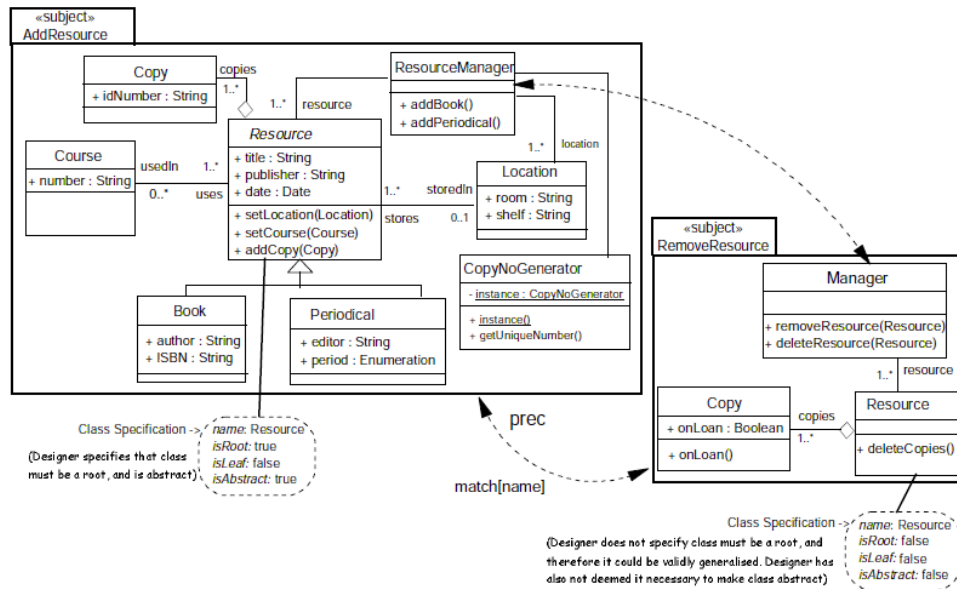 «subject»
AddResource
Copy
+ idNumber : String
copies
1..*
ResourceManager
+ addBook()
+ addPeriodical()
1..*
resource
Resource
+ title : String
+ publisher : String
+ date : Date
+ setLocation(Location)
+ setCourse(Course)
+ addCopy(Copy)
Course
+ number : String
usedIn
1..*
0..*
uses
1..*
location
1..*
storedIn
stores
0..1
Location
+ room : String
+ shelf : String
CopyNoGenerator
- instance : CopyNoGenerator
+ instance()
+ getUniqueNumber()
Book
+ author : String
+ ISBN : String
Periodical
+ editor : String
+ period : Enumeration
«subject»
RemoveResource
Manager
+ removeResource(Resource)
+ deleteResource(Resource)
1..*
resource
Copy
+ onLoan : Boolean
+ onLoan()
copies
1..*
Resource
+ deleteCopies()
prec
match[name]
Class Specification ->
(Designer specifies that class
must be a root, and is abstract)
name: Resource
isRoot: true
isLeaf: false
isAbstract: true
Class Specification ->
(Designer does not specify class must be a root, and
therefore it could be validly generalised. Designer has
also not deemed it necessary to make class abstract)
name: Resource
isRoot: false
isLeaf: false
isAbstract: false